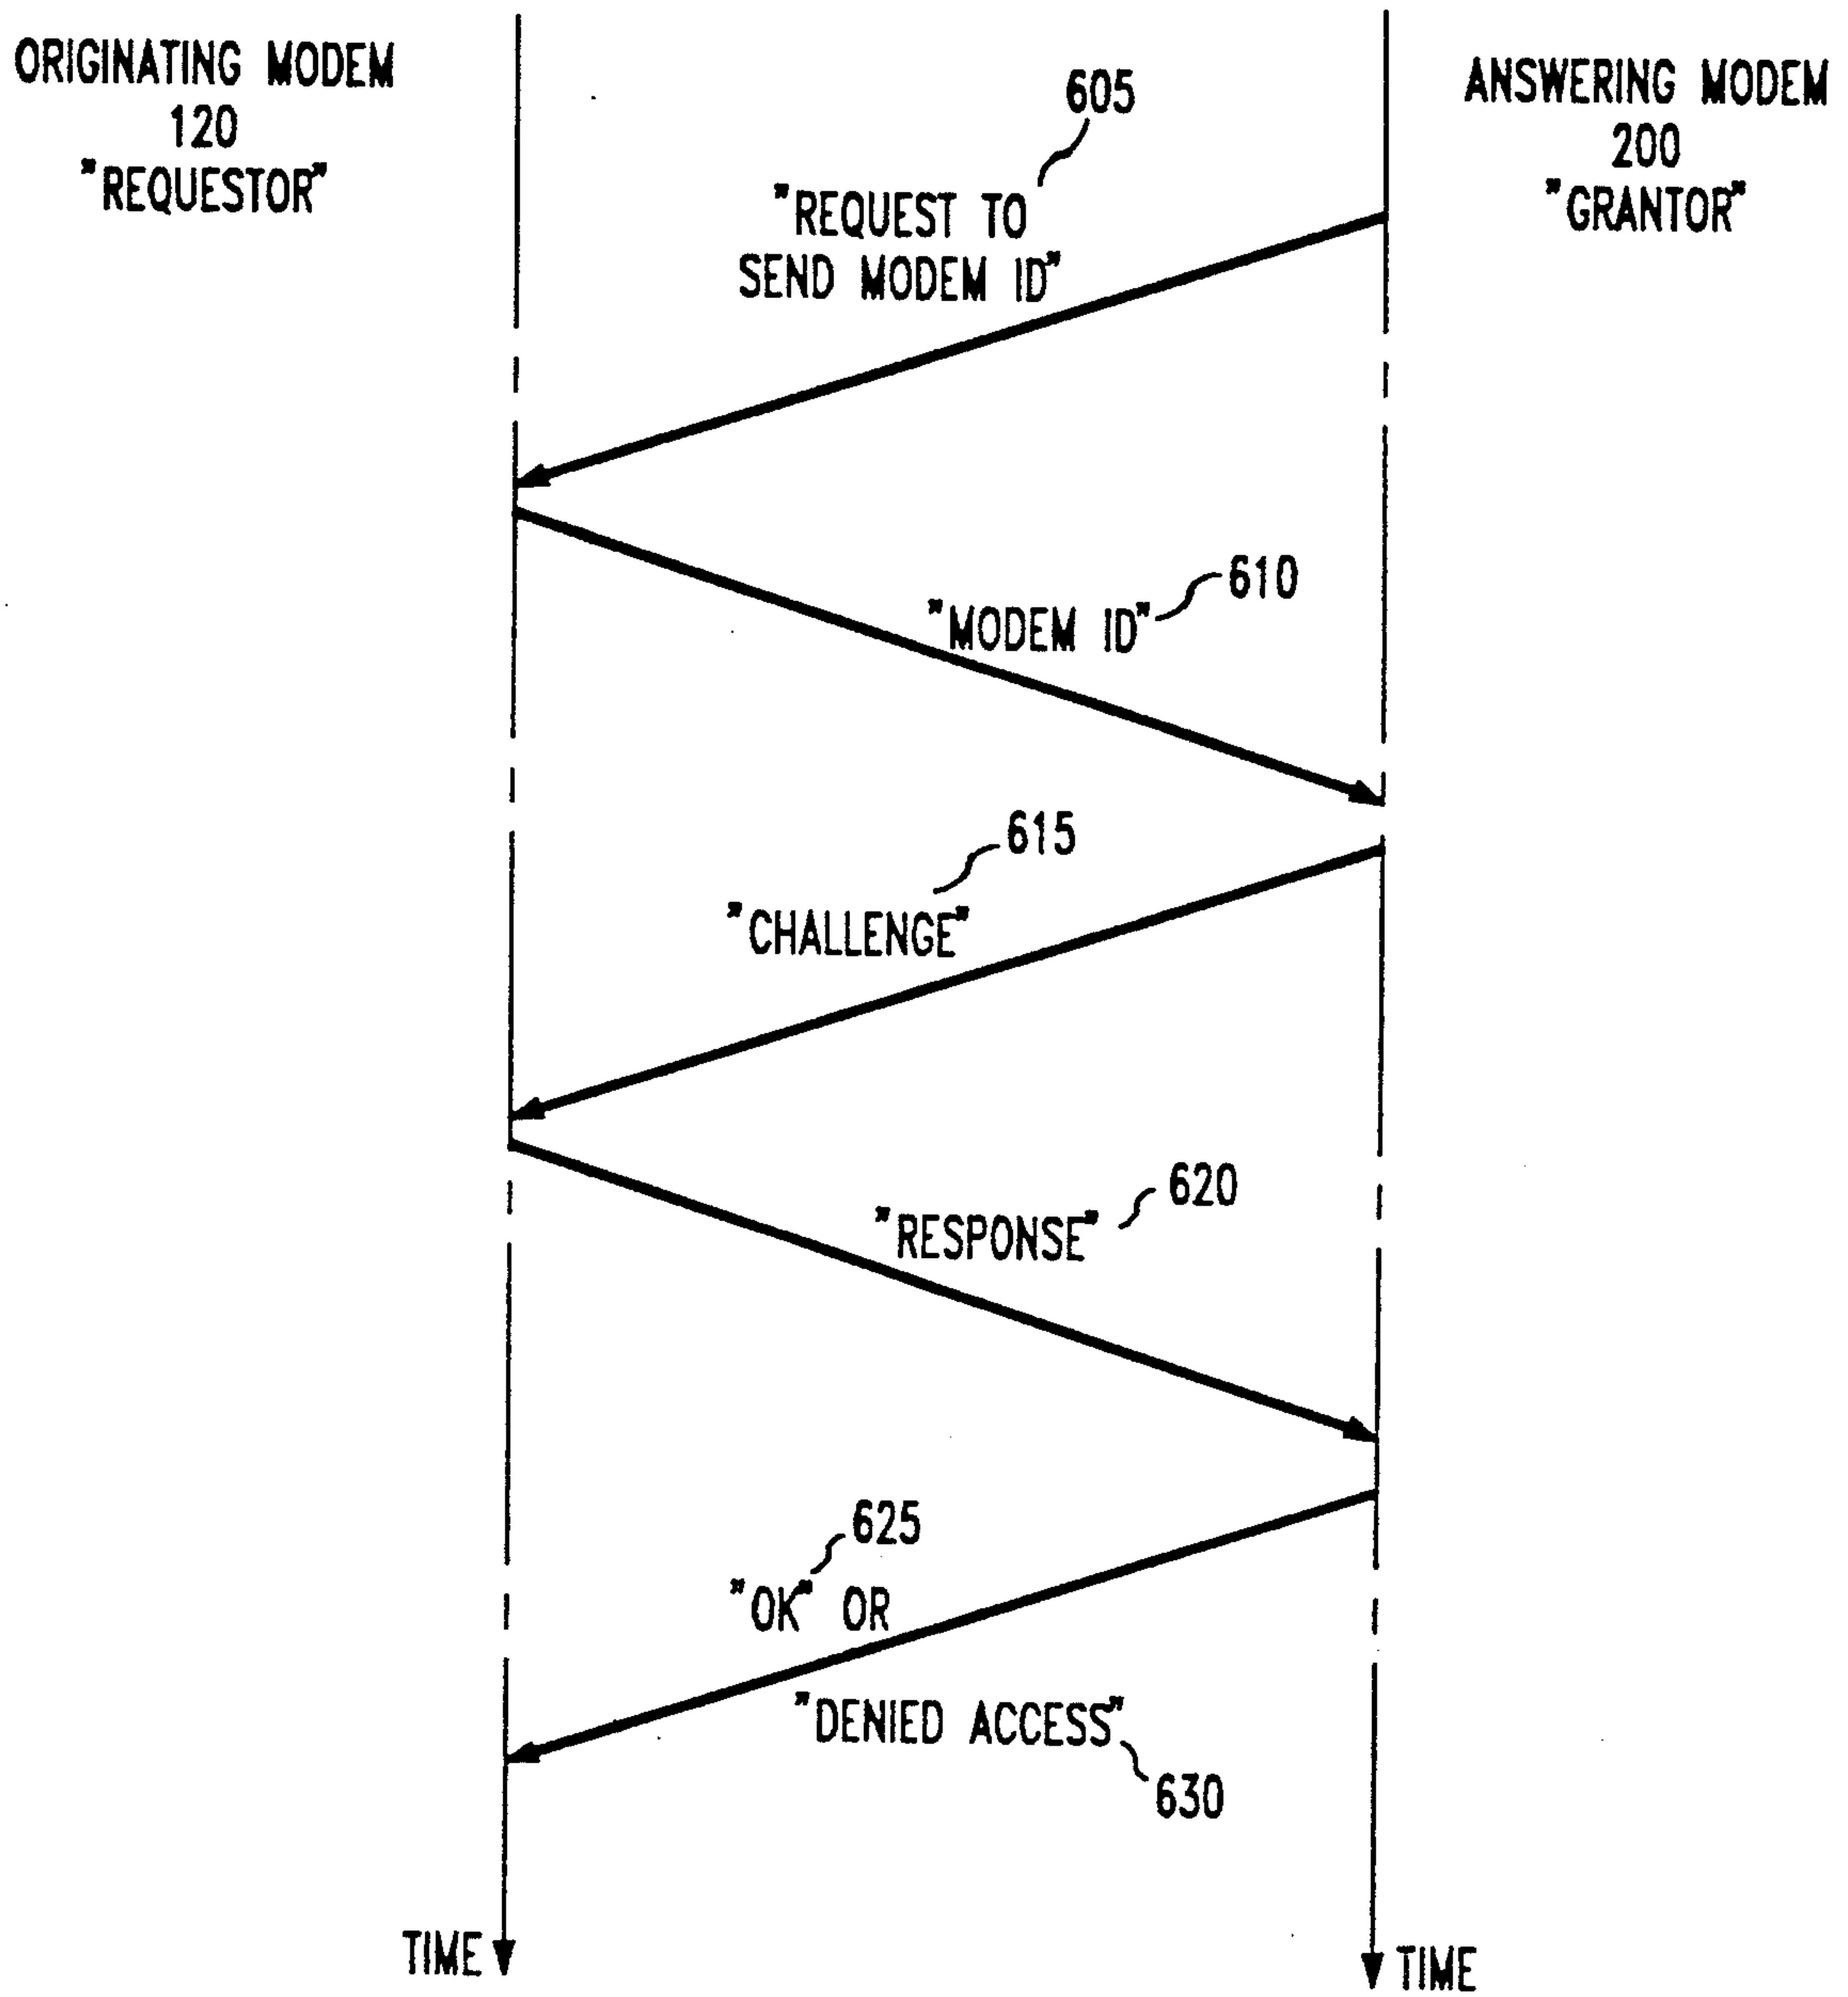 ORIGINATING MODEM
120
"REQUESTOR"
ANSWERING MODEM
200
"GRANTOR"
605
"REQUEST TO
SEND MODEM ID"
610
"MODEM ID"
615
"CHALLENGE"
620
"RESPONSE"
625
"OK" OR
"DENIED ACCESS"
630
TIME
TIME